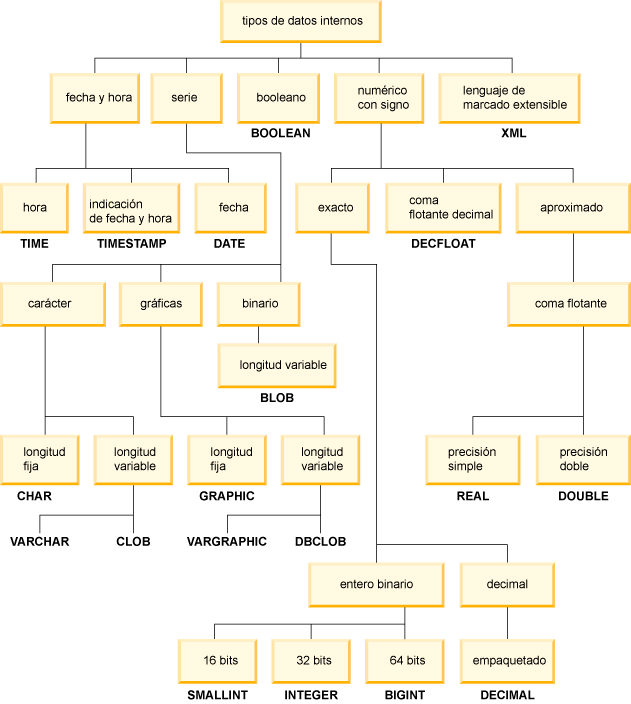 tipos de datos internos
fecha y hora
serie
booleano
numérico
con signo
lenguaje de
marcado extensible
BOOLEAN
XML
hora
indicación
de fecha y hora
fecha
exacto
coma
flotante decimal
aproximado
TIME
TIMESTAMP
DATE
DECFLOAT
carácter
gráficas
binario
coma flotante
longitud variable
BLOB
longitud
fija
longitud
variable
longitud
fija
longitud
variable
precisión
simple
precisión
doble
CHAR
GRAPHIC
REAL
DOUBLE
VARCHAR
CLOB
VARGRAPHIC
DBCLOB
entero binario
decimal
16 bits
32 bits
64 bits
empaquetado
SMALLINT
INTEGER
BIGINT
DECIMAL